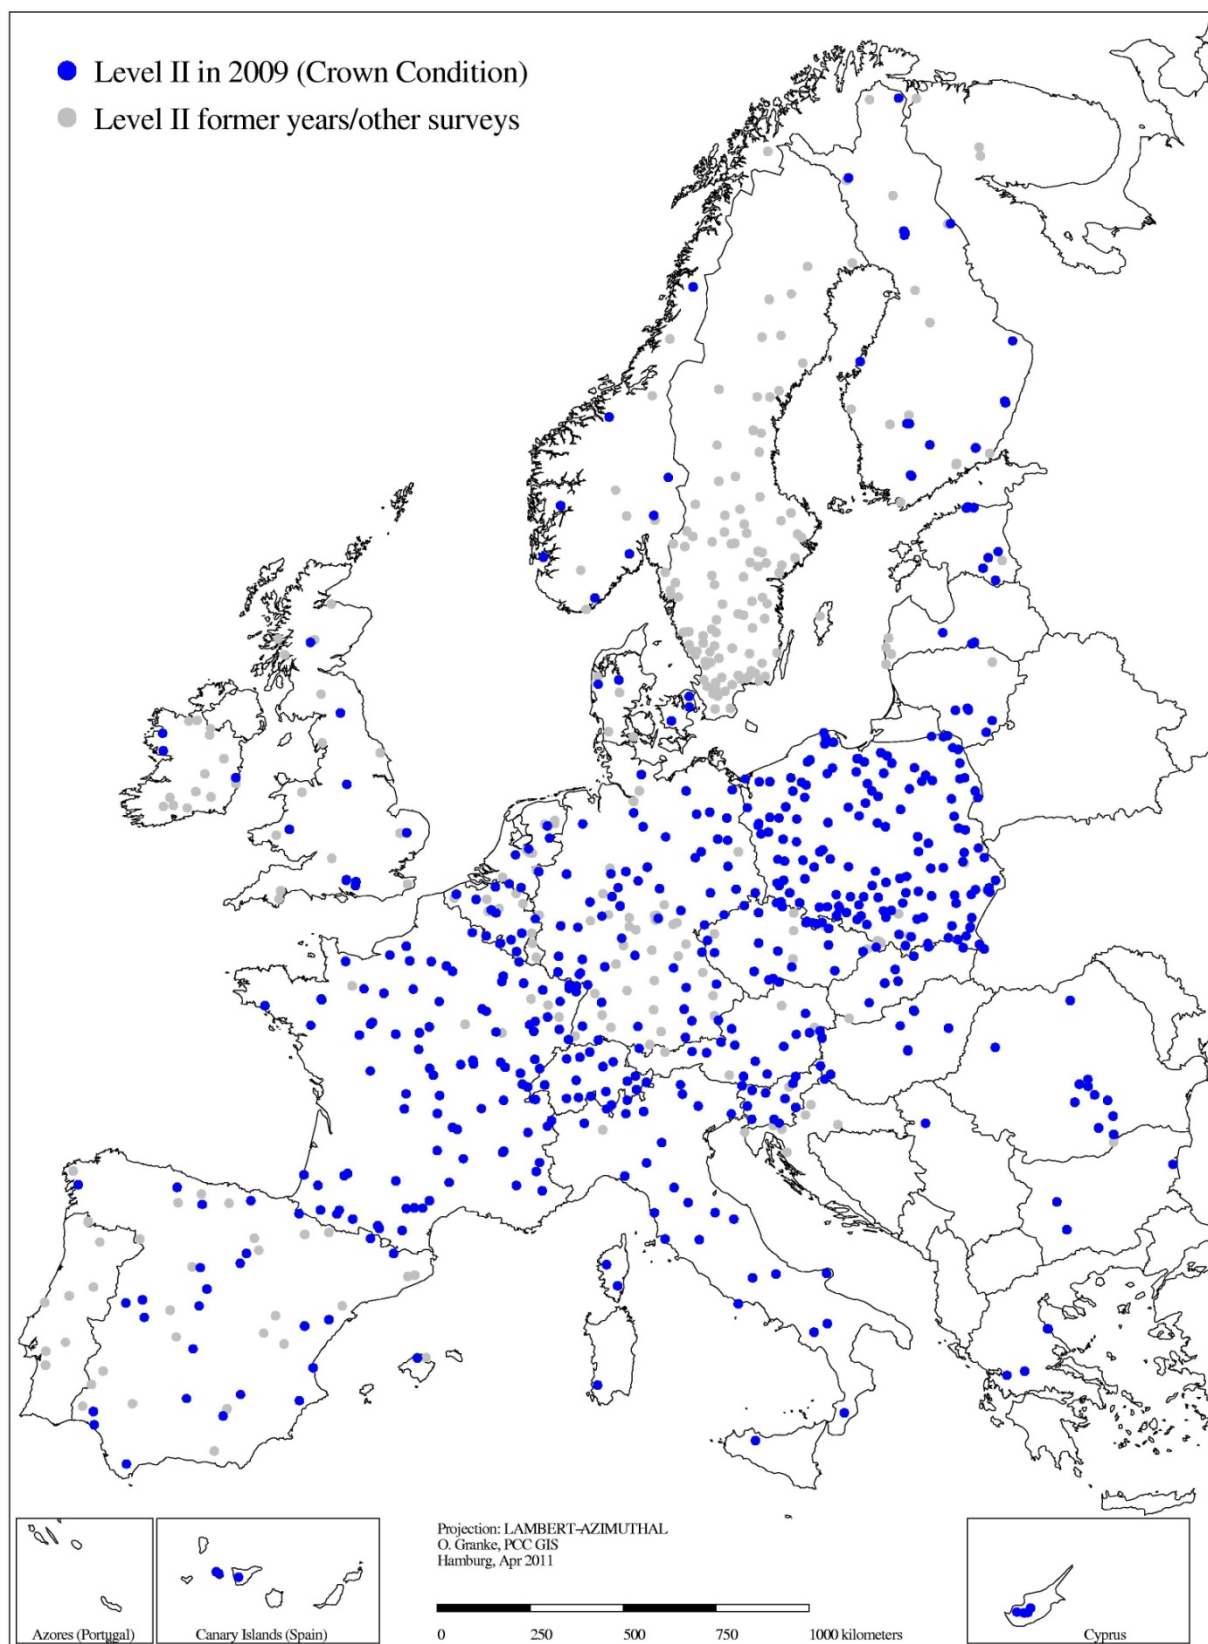 Level II in 2009 (Crown Condition)
Level II former years/other surveys
Projection: LAMBERT-AZIMUTHAL
O. Granke, PCC GIS
Hamburg, Apr 2011
Azores (Portugal)
Canary Islands (Spain)
0 250 500 750 1000 kilometers
Cyprus